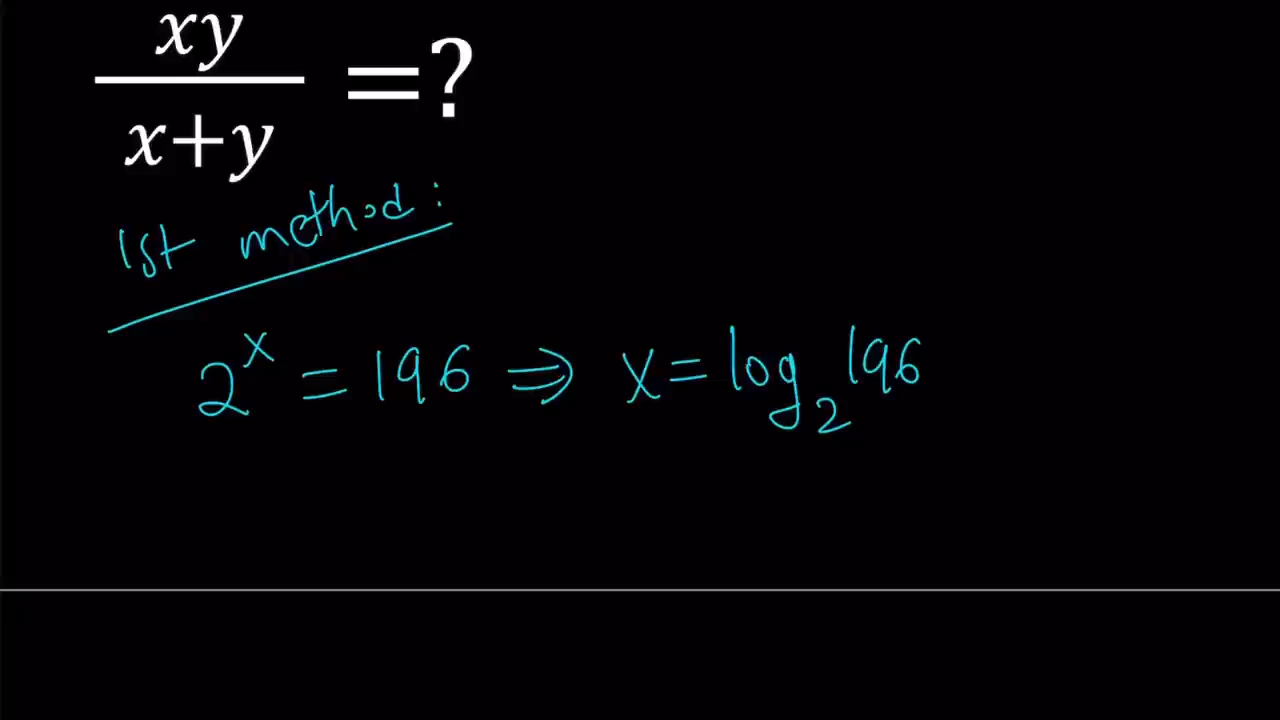 xy
x+y
=?
1st method:
2^x = 196 ⇒ x = log_2 196